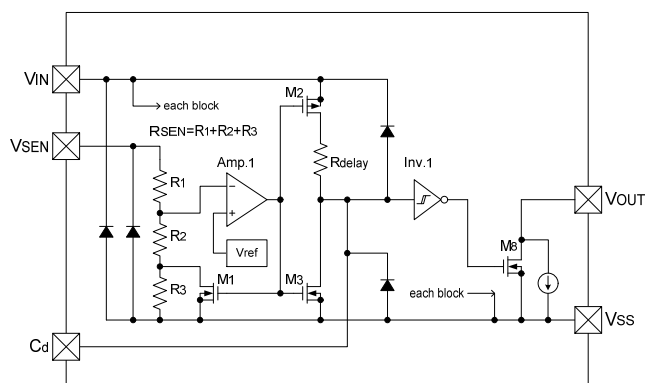 VIN
M2
each block
RSEN=R1+R2+R3
VSEN
Amp.1
Rdelay
Inv.1
R1
−
+
VOUT
R2
Vref
M8
M1
M3
R3
each block
VSS
Cd